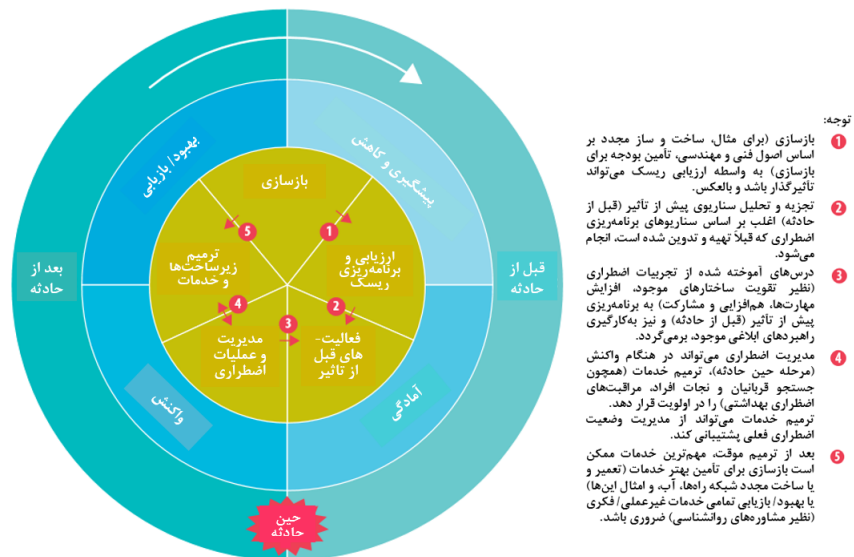 بهبود/ بازیابی
پیشگیری و کاهش
بازسازی
5
1
بعد از
حادثه
ترمیم
زیرساخت‌ها
و خدمات
ارزیابی و
برنامه‌ریزی
ریسک
قبل از
حادثه
4
3
2
مدیریت
و عملیات
اضطراری
فعالیت-
های قبل
از تاثیر
واکنش
آمادگی
حین
حادثه
توجه:
1
بازسازی (برای مثال، ساخت و ساز مجدد بر
اساس اصول فنی و مهندسی، تأمین بودجه برای
بازسازی) به واسطه ارزیابی ریسک می‌تواند
تأثیرگذار باشد و بالعکس.
2
تجزیه و تحلیل سناریوی پیش از تأثیر (قبل از
حادثه) اغلب بر اساس سناریوهای برنامه‌ریزی
اضطراری که قبلاً تهیه و تدوین شده است، انجام
می‌شود.
3
درس‌های آموخته شده از تجربیات اضطراری
(نظیر تقویت ساختارهای موجود، افزایش
مهارت‌ها، هم‌افزایی و مشارکت) به برنامه‌ریزی
پیش از تأثیر (قبل از حادثه) و نیز به‌کارگیری
راهبردهای ابلاغی موجود، برمی‌گردد.
4
مدیریت اضطراری می‌تواند در هنگام واکنش
(مرحله حین حادثه)، ترمیم خدمات (همچون
جستجو قربانیان و نجات افراد، مراقبت‌های
اضظراری بهداشتی) را در اولویت قرار دهد.
ترمیم خدمات می‌تواند از مدیریت وضعیت
اضطراری فعلی پشتیبانی کند.
5
بعد از ترمیم موقت، مهم‌ترین خدمات ممکن
است بازسازی برای تأمین بهتر خدمات (تعمیر و
یا ساخت مجدد شبکه راه‌ها، آب، و امثال این‌ها)
یا بهبود/ بازیابی تمامی خدمات غیرعملی/ فکری
(نظیر مشاوره‌های روانشناسی) ضروری باشد.